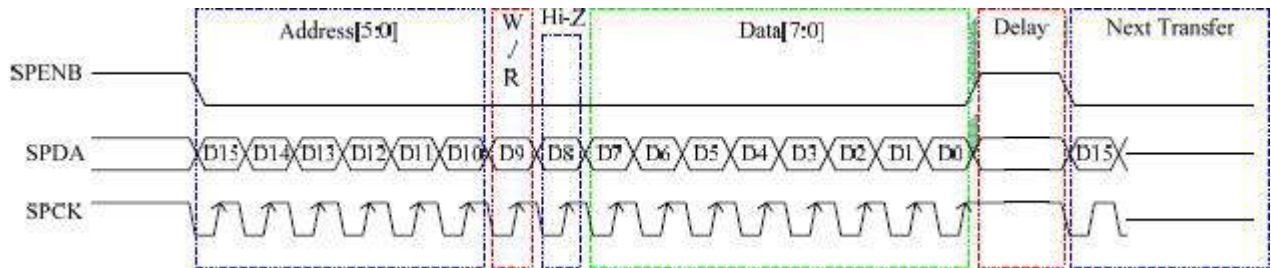 Address[5:0]
W
/
R
Hi-Z
Data[7:0]
Delay
Next Transfer
SPENB
SPDA
D15
D14
D13
D12
D11
D10
D9
D8
D7
D6
D5
D4
D3
D2
D1
D0
D15
SPCK